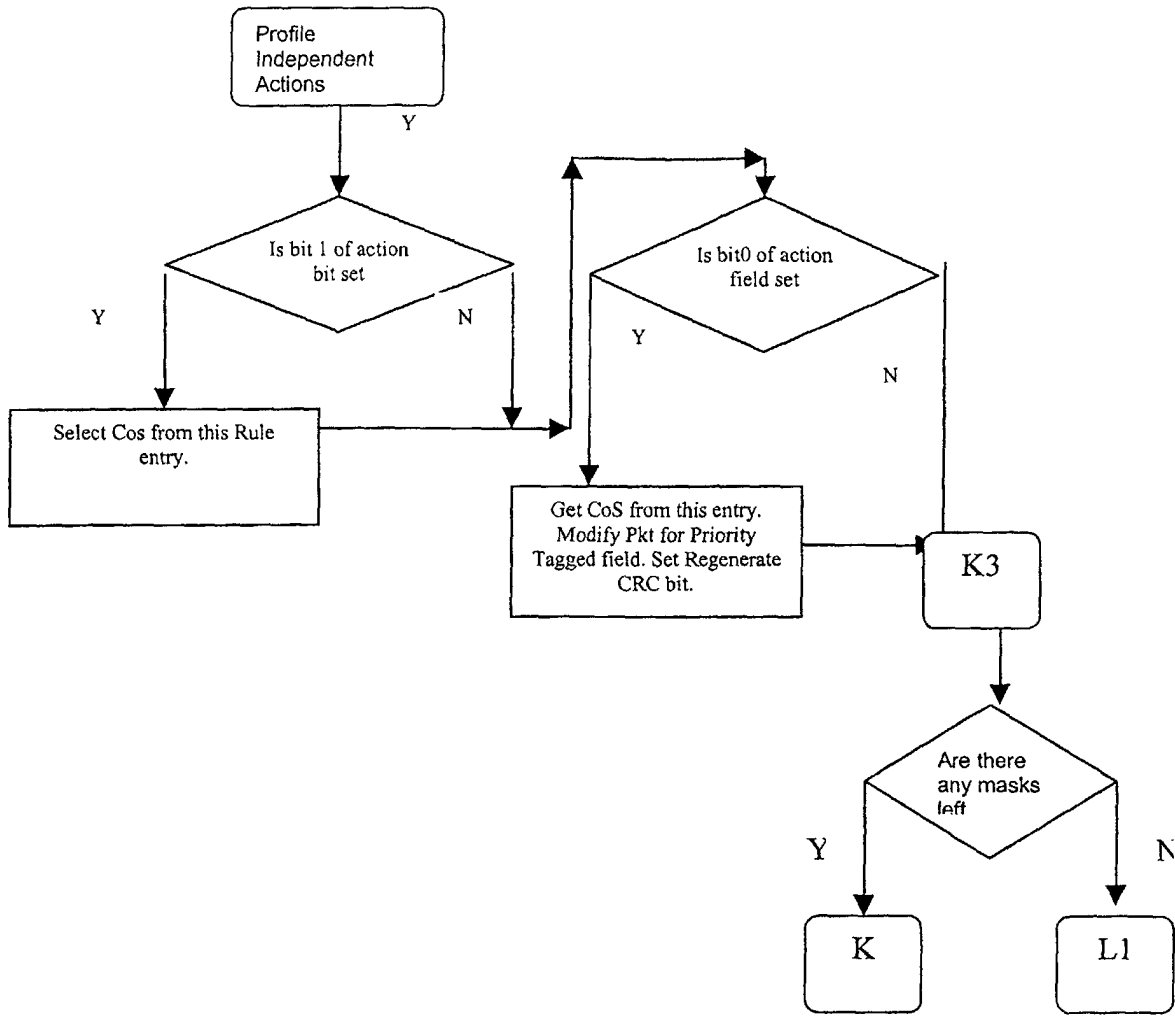 Profile
Independent
Actions
Y
Is bit 1 of action
bit set
Y
N
Is bit0 of action
field set
Y
N
Select Cos from this Rule
entry.
Get CoS from this entry.
Modify Pkt for Priority
Tagged field. Set Regenerate
CRC bit.
K3
Are there
any masks
left
Y
N
K
L1